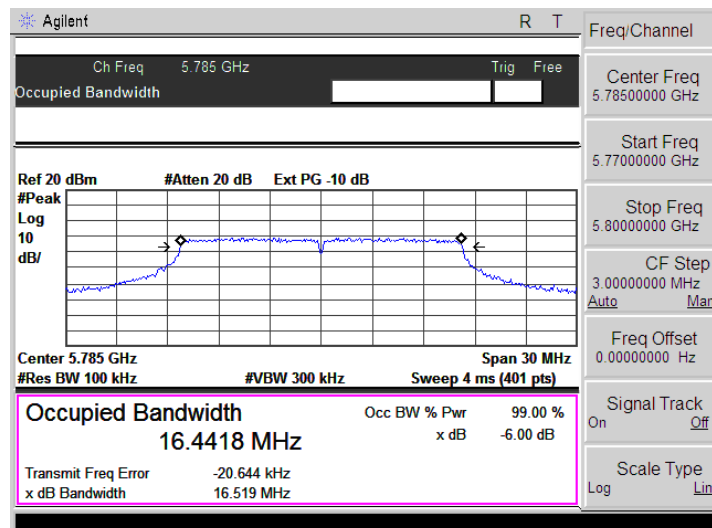 Agilent R T
Ch Freq 5.785 GHz Trig Free
Occupied Bandwidth
Ref 20 dBm #Atten 20 dB Ext PG -10 dB
#Peak
Log
10
dB/
Center 5.785 GHz Span 30 MHz
#Res BW 100 kHz #VBW 300 kHz Sweep 4 ms (401 pts)
Occupied Bandwidth Occ BW % Pwr 99.00 %
16.4418 MHz x dB -6.00 dB
Transmit Freq Error -20.644 kHz
x dB Bandwidth 16.519 MHz
Freq/Channel
Center Freq
5.78500000 GHz
Start Freq
5.77000000 GHz
Stop Freq
5.80000000 GHz
CF Step
3.00000000 MHz
Auto Mar
Freq Offset
0.00000000 Hz
Signal Track
On Off
Scale Type
Log Lin